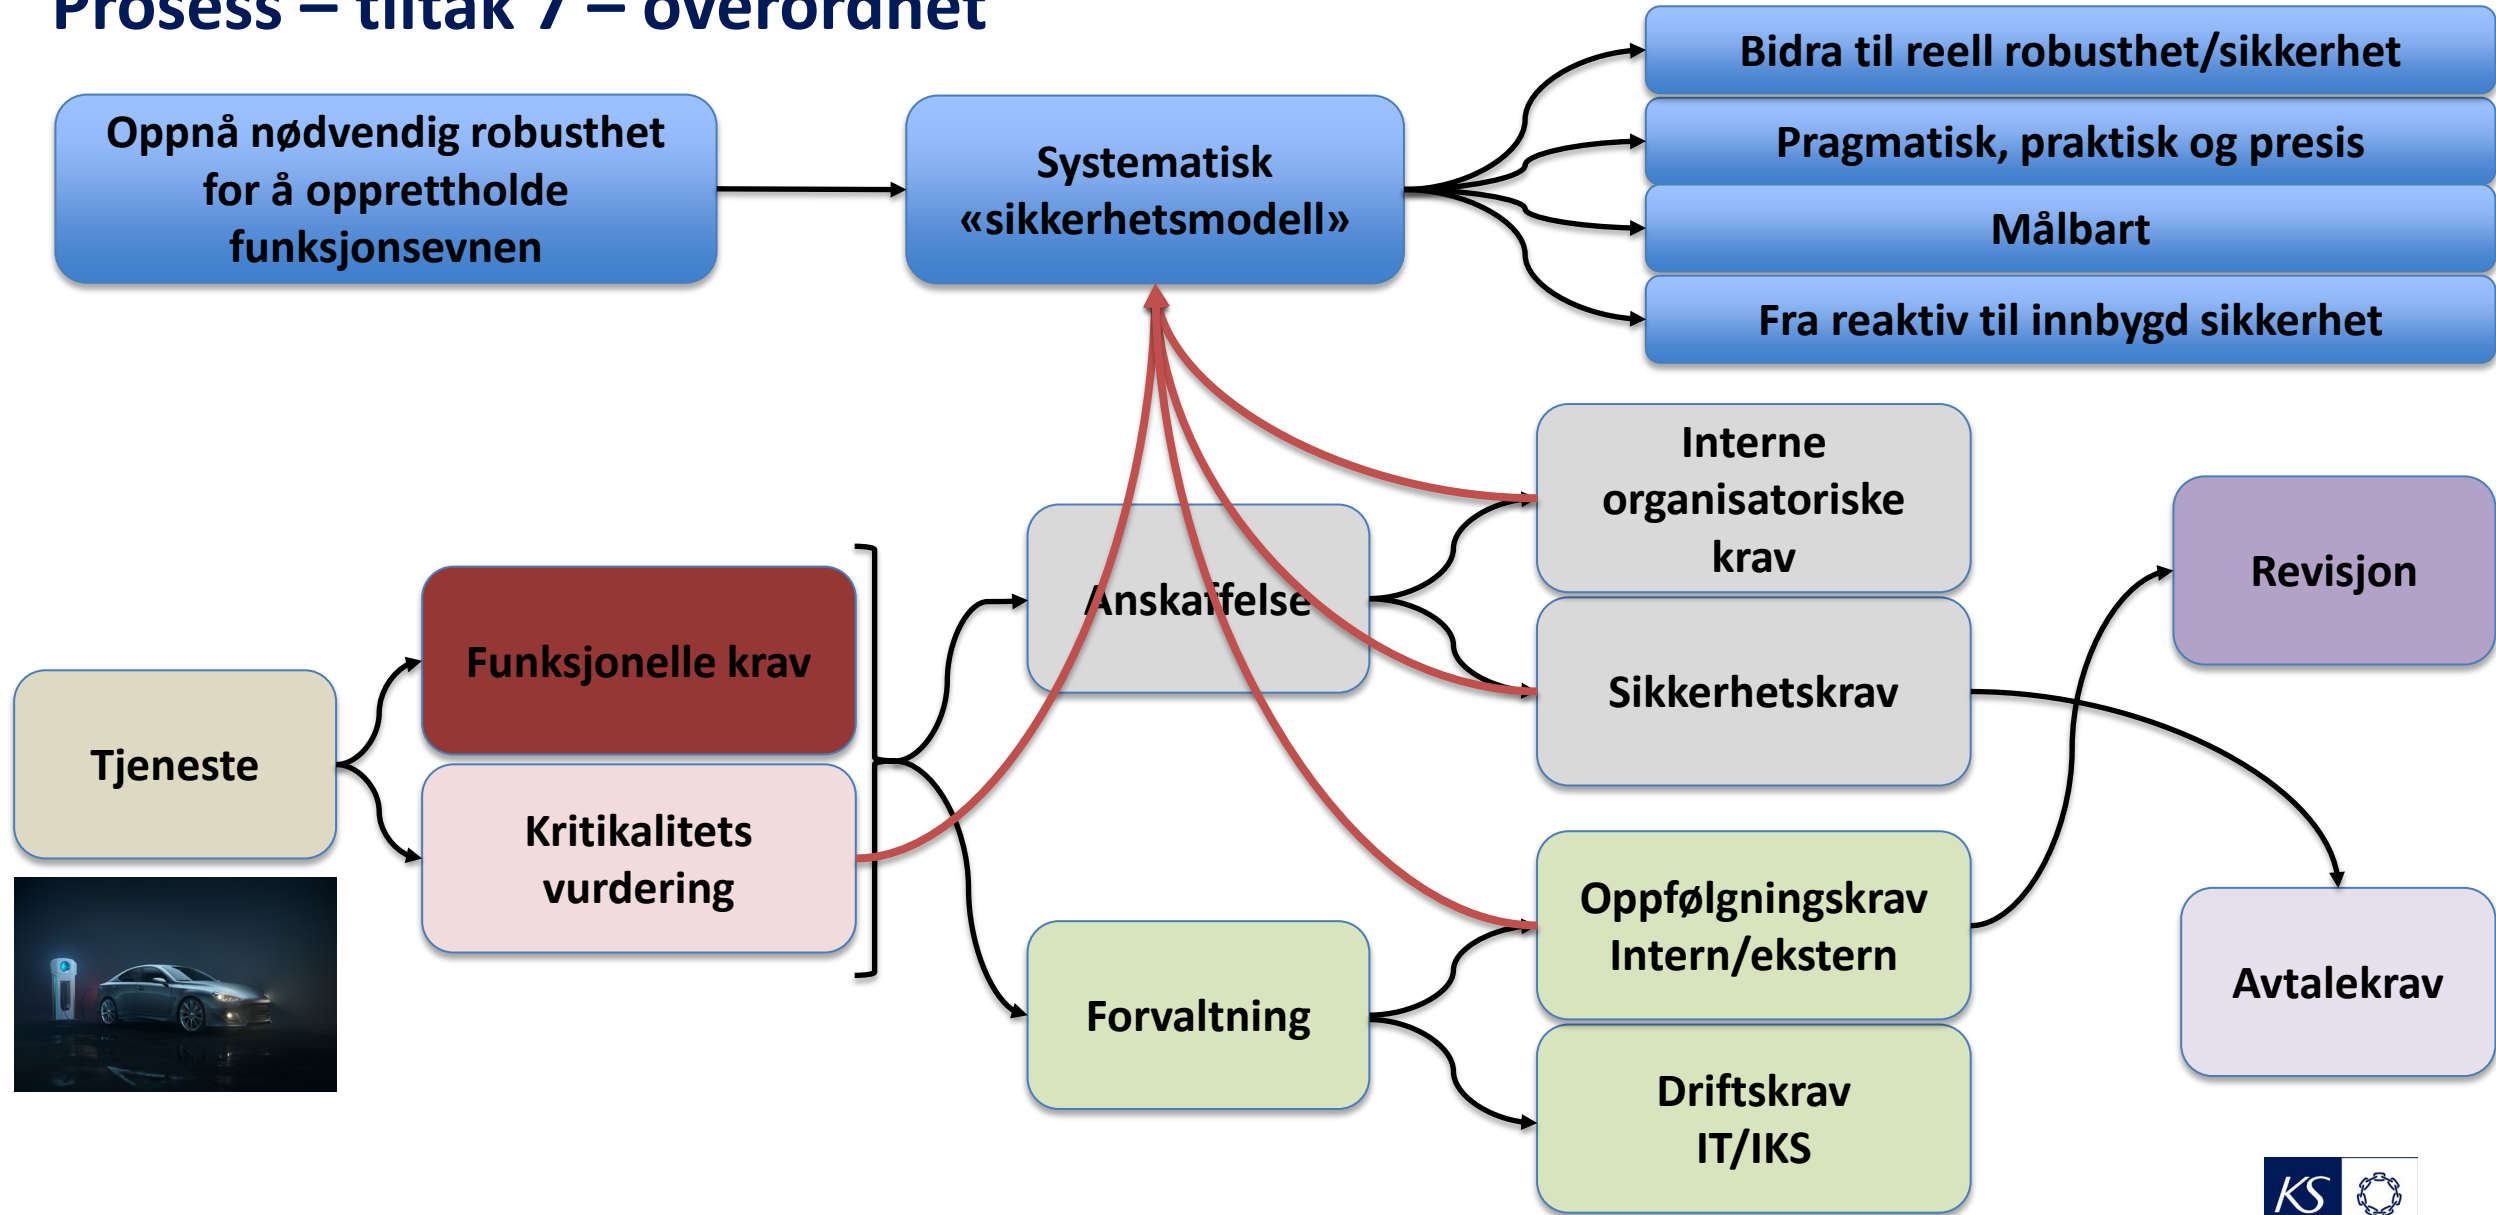 Prosess – tiltak 7 – overordnet
Oppnå nødvendig robusthet
for å opprettholde
funksjonsevnen
Systematisk
«sikkerhetsmodell»
Bidra til reell robusthet/sikkerhet
Pragmatisk, praktisk og presis
Målbart
Fra reaktiv til innbygd sikkerhet
Tjeneste
Funksjonelle krav
Kritikalitets
vurdering
Anskaffelse
Forvaltning
Interne
organisatoriske
krav
Sikkerhetskrav
Oppfølgningskrav
Intern/ekstern
Driftskrav
IT/IKS
Revisjon
Avtalekrav
KS